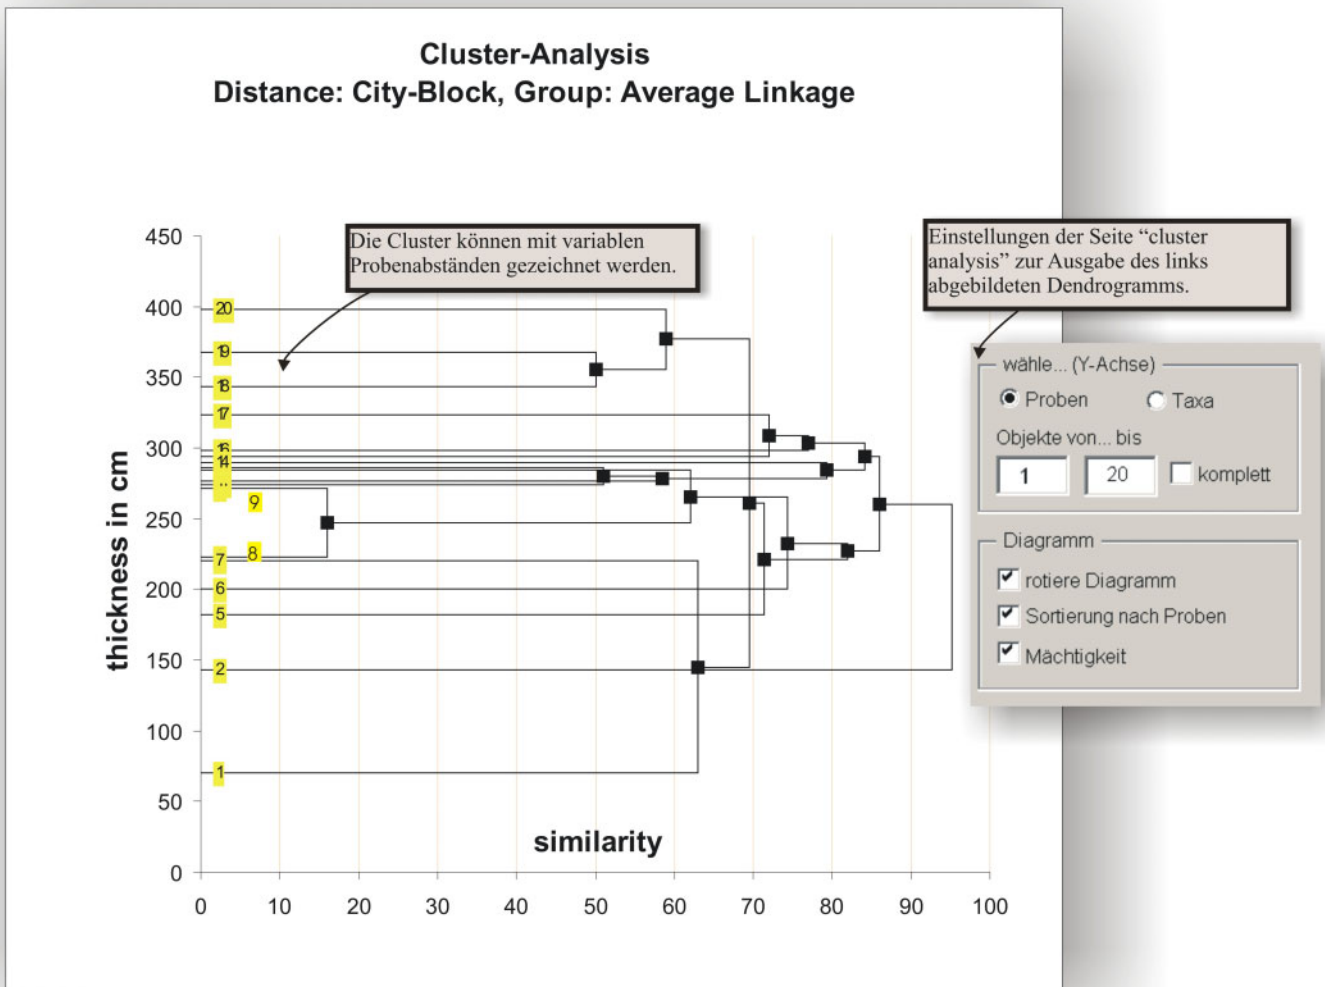 Cluster-Analysis
Distance: City-Block, Group: Average Linkage
Die Cluster können mit variablen
Probenabständen gezeichnet werden.
Einstellungen der Seite “cluster
analysis” zur Ausgabe des links
abgebildeten Dendrogramms.
wähle... (Y-Achse)
Proben
Taxa
Objekte von... bis
1
20
komplett
Diagramm
rotiere Diagramm
Sortierung nach Proben
Mächtigkeit
thickness in cm
450
400
350
300
250
200
150
100
50
0
20
19
18
17
14
9
8
7
6
5
2
1
similarity
0 10 20 30 40 50 60 70 80 90 100